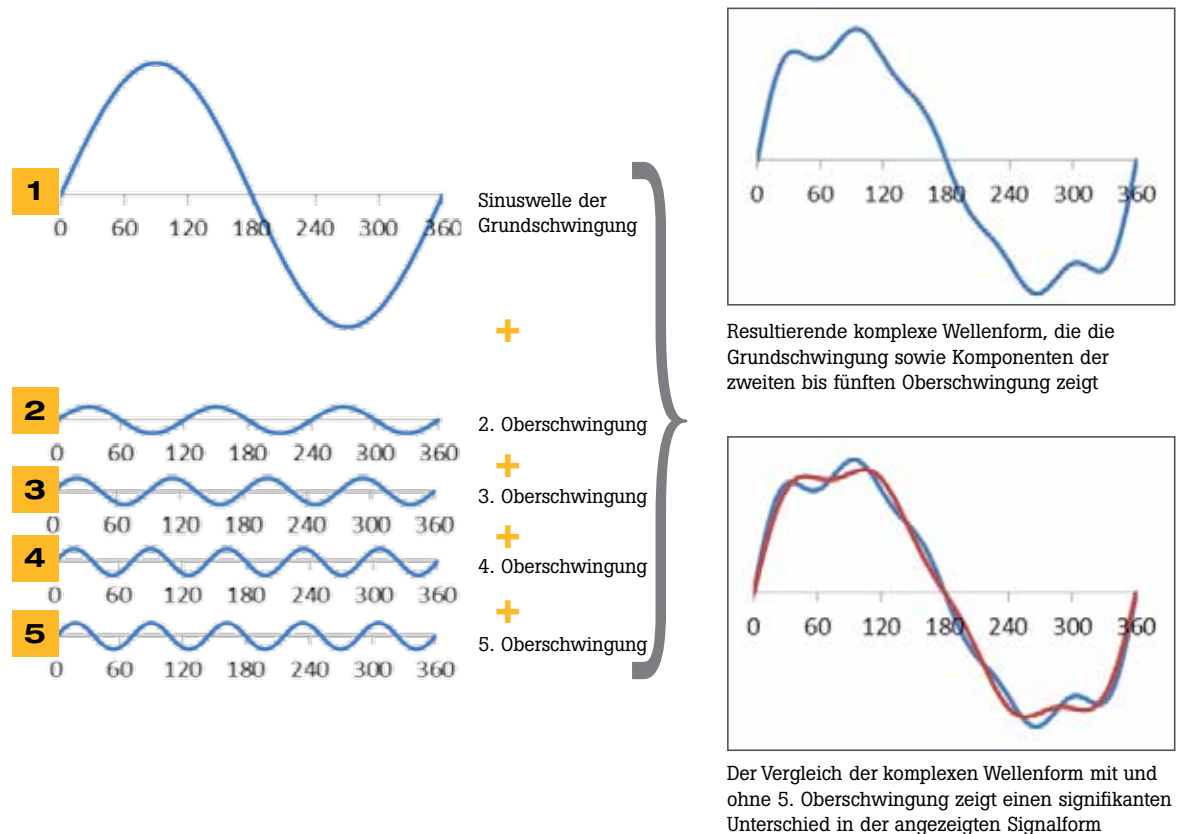 1
0 60 120 180 240 300 360
Sinuswelle der
Grundschwingung
+
2
0 60 120 180 240 300 360
2. Oberschwingung
+
3
0 60 120 180 240 300 360
3. Oberschwingung
+
4
0 60 120 180 240 300 360
4. Oberschwingung
+
5
0 60 120 180 240 300 360
5. Oberschwingung
0 60 120 180 240 300 360
Resultierende komplexe Wellenform, die die
Grundschwingung sowie Komponenten der
zweiten bis fünften Oberschwingung zeigt
0 60 120 180 240 300 360
Der Vergleich der komplexen Wellenform mit und
ohne 5. Oberschwingung zeigt einen signifikanten
Unterschied in der angezeigten Signalform